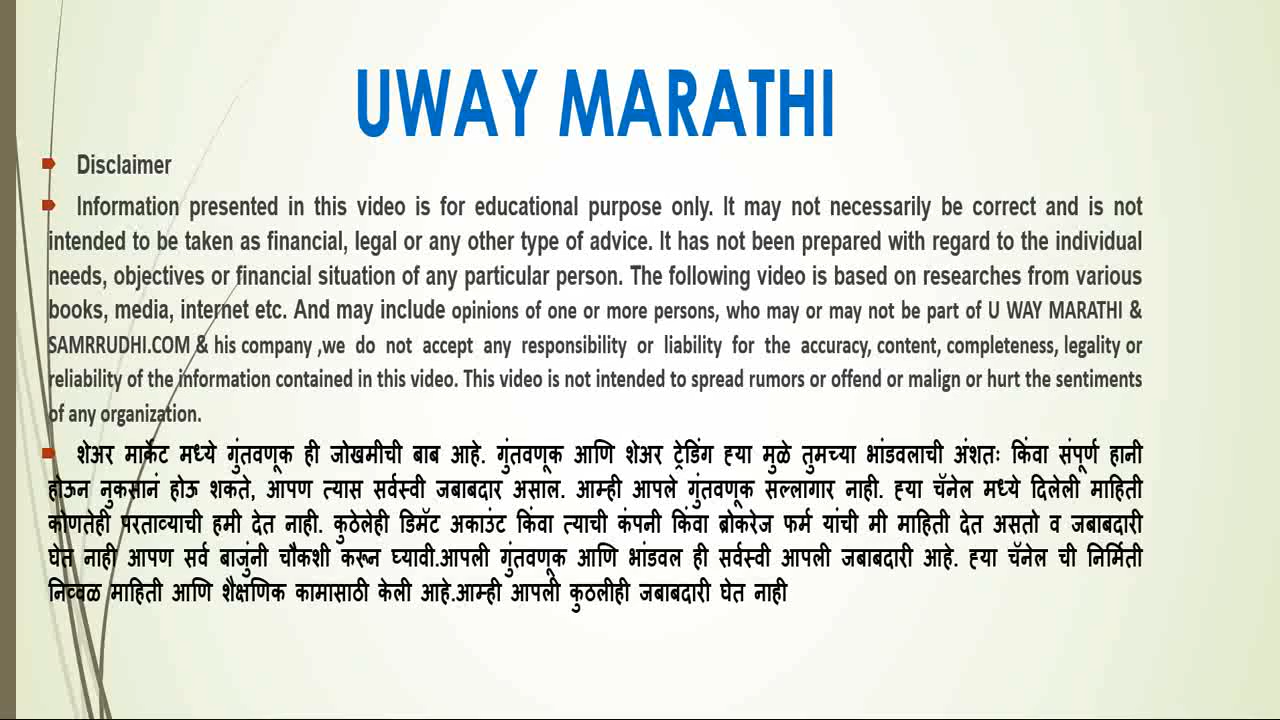 UWAY MARATHI
Disclaimer
Information presented in this video is for educational purpose only. It may not necessarily be correct and is not
intended to be taken as financial, legal or any other type of advice. It has not been prepared with regard to the individual
needs, objectives or financial situation of any particular person. The following video is based on researches from various
books, media, internet etc. And may include opinions of one or more persons, who may or may not be part of U WAY MARATHI &
SAMRRUDHI.COM & his company ,we do not accept any responsibility or liability for the accuracy, content, completeness, legality or
reliability of the information contained in this video. This video is not intended to spread rumors or offend or malign or hurt the sentiments
of any organization.
शेअर मार्केट मध्ये गुंतवणूक ही जोखमीची बाब आहे. गुंतवणूक आणि शेअर ट्रेडिंग ह्या मुळे तुमच्या भांडवलाची अंशतः किंवा संपूर्ण हानी
होऊन नुकसानं होऊ शकते, आपण त्यास सर्वस्वी जबाबदार असाल. आम्ही आपले गुंतवणूक सल्लागार नाही. ह्या चॅनेल मध्ये दिलेली माहिती
कोणतेही परताव्याची हमी देत नाही. कुठेलेही डिमॅट अकाउंट किंवा त्याची कंपनी किंवा ब्रोकरेज फर्म यांची मी माहिती देत असतो व जबाबदारी
घेत नाही आपण सर्व बाजुंनी चौकशी करून घ्यावी.आपली गुंतवणूक आणि भांडवल ही सर्वस्वी आपली जबाबदारी आहे. ह्या चॅनेल ची निर्मिती
निव्वळ माहिती आणि शैक्षणिक कामासाठी केली आहे.आम्ही आपली कुठलीही जबाबदारी घेत नाही